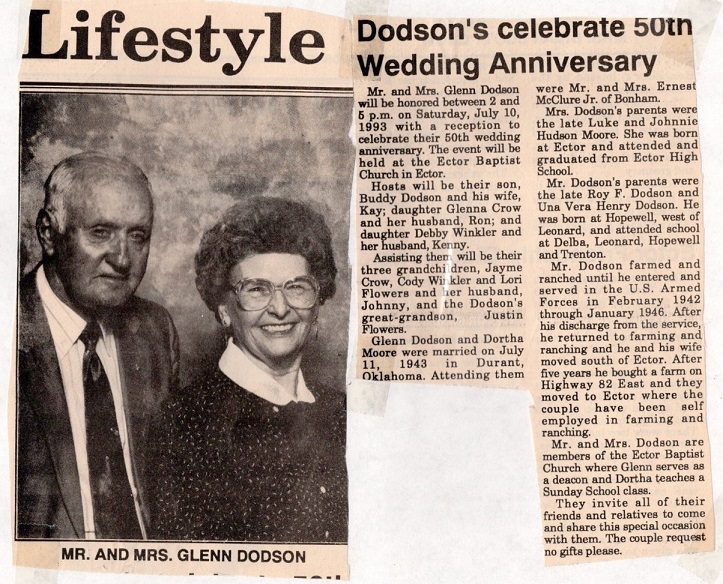 Lifestyle
MR. AND MRS. GLENN DODSON
Dodson's celebrate 50th
Wedding Anniversary
Mr. and Mrs. Glenn Dodson
will be honored between 2 and
5 p.m. on Saturday, July 10,
1993 with a reception to
celebrate their 50th wedding
anniversary. The event will be
held at the Ector Baptist
Church in Ector.
Hosts will be their son,
Buddy Dodson and his wife,
Kay; daughter Glenna Crow
and her husband, Ron; and
daughter Debby Winkler and
her husband, Kenny.
Assisting them will be their
three grandchildren, Jayme
Crow, Cody Winkler and Lori
Flowers and her husband,
Johnny, and the Dodson's
great-grandson, Justin
Flowers.
Glenn Dodson and Dortha
Moore were married on July
11, 1943 in Durant,
Oklahoma. Attending them
were Mr. and Mrs. Ernest
McClure Jr. of Bonham.
Mrs. Dodson's parents were
the late Luke and Johnnie
Hudson Moore. She was born
at Ector and attended and
graduated from Ector High
School.
Mr. Dodson's parents were
the late Roy F. Dodson and
Una Vera Henry Dodson. He
was born at Hopewell, west of
Leonard, and attended school
at Delba, Leonard, Hopewell
and Trenton.
Mr. Dodson farmed and
ranched until he entered and
served in the U.S. Armed
Forces in February 1942
through January 1946. After
his discharge from the service,
he returned to farming and
ranching and he and his wife
moved south of Ector. After
five years he bought a farm on
Highway 82 East and they
moved to Ector where the
couple have been self
employed in farming and
ranching.
Mr. and Mrs. Dodson are
members of the Ector Baptist
Church where Glenn serves as
a deacon and Dortha teaches a
Sunday School class.
They invite all of their
friends and relatives to come
and share this special occasion
with them. The couple request
no gifts please.